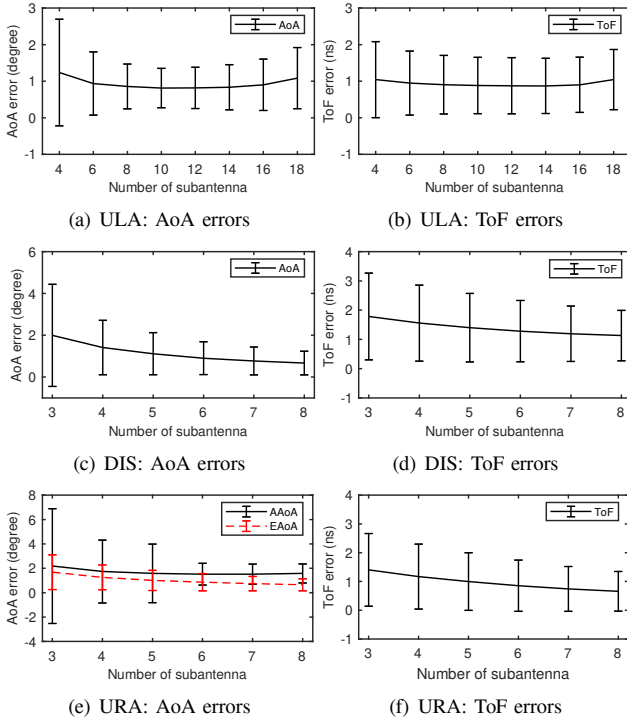 3
2
1
0
-1
AoA error (degree)
AoA
4 6 8 10 12 14 16 18
Number of subantenna
(a) ULA: AoA errors
3
2
1
0
-1
ToF error (ns)
ToF
4 6 8 10 12 14 16 18
Number of subantenna
(b) ULA: ToF errors
6
4
2
0
AoA error (degree)
AoA
3 4 5 6 7 8
Number of subantenna
(c) DIS: AoA errors
4
3
2
1
0
-1
ToF error (ns)
ToF
3 4 5 6 7 8
Number of subantenna
(d) DIS: ToF errors
8
6
4
2
0
-2
-4
AoA error (degree)
AAoA
EAoA
3 4 5 6 7 8
Number of subantenna
(e) URA: AoA errors
4
3
2
1
0
-1
ToF error (ns)
ToF
3 4 5 6 7 8
Number of subantenna
(f) URA: ToF errors